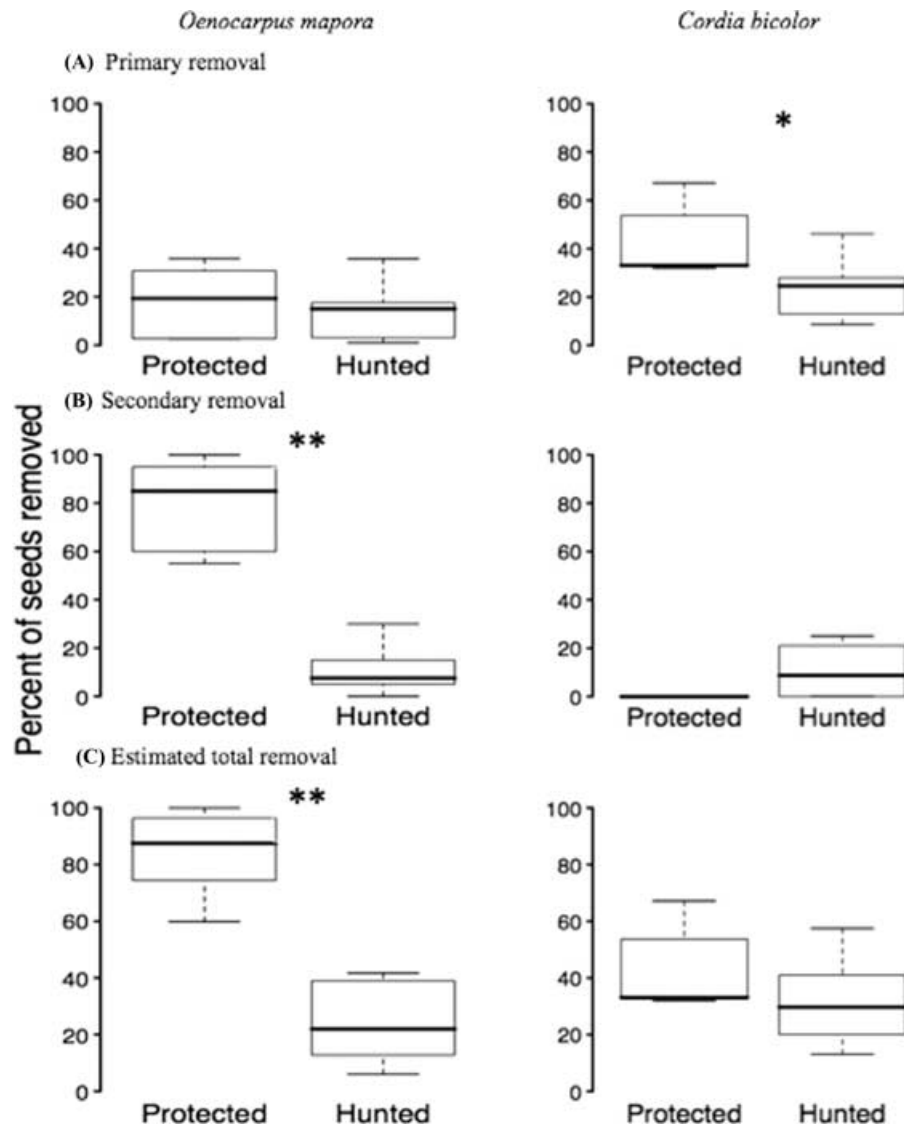 Oenocarpus mapora Cordia bicolor
(A) Primary removal
100 100 *
80 80
60 60
40 40
20 20
0 0
Protected Hunted Protected Hunted
(B) Secondary removal
100 ** 100
80 80
60 60
40 40
20 20
0 0
Protected Hunted Protected Hunted
(C) Estimated total removal
100 ** 100
80 80
60 60
40 40
20 20
0 0
Protected Hunted Protected Hunted
Percent of seeds removed